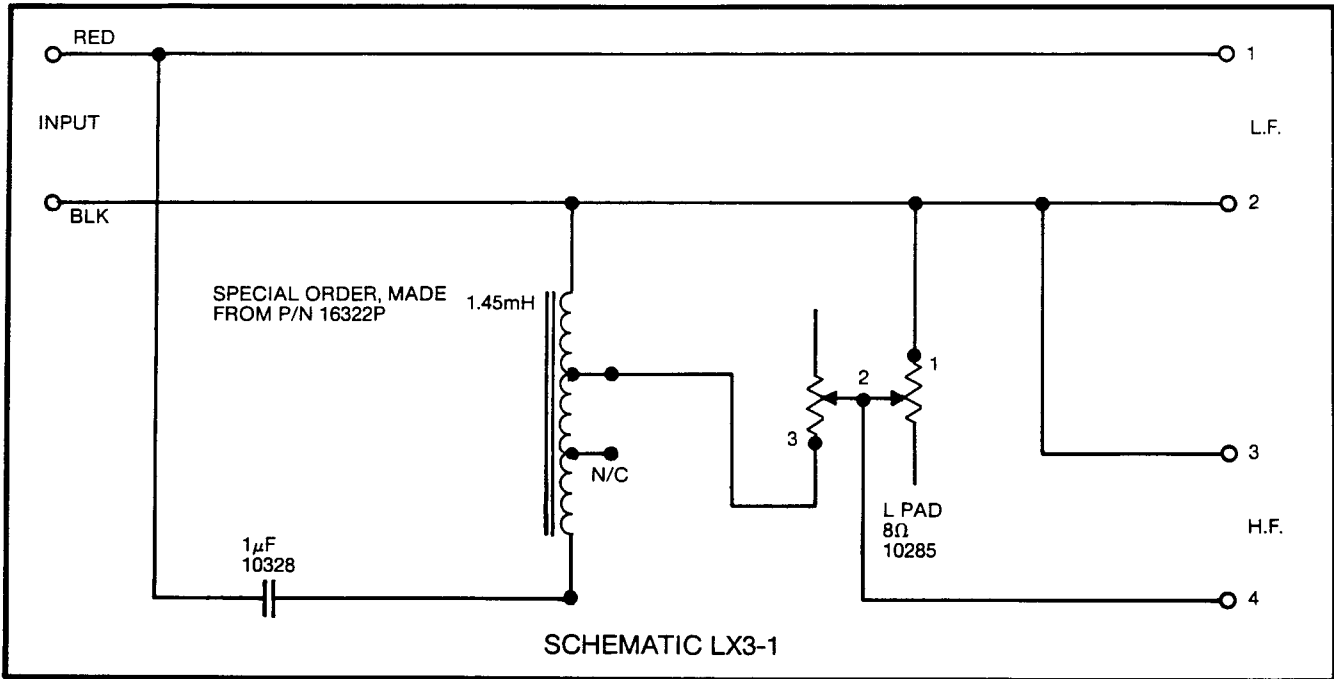 RED
1
INPUT
L.F.
BLK
2
SPECIAL ORDER, MADE
FROM P/N 16322P
1.45mH
1
2
3
N/C
3
L PAD
8Ω
10285
H.F.
1μF
10328
4
SCHEMATIC LX3-1